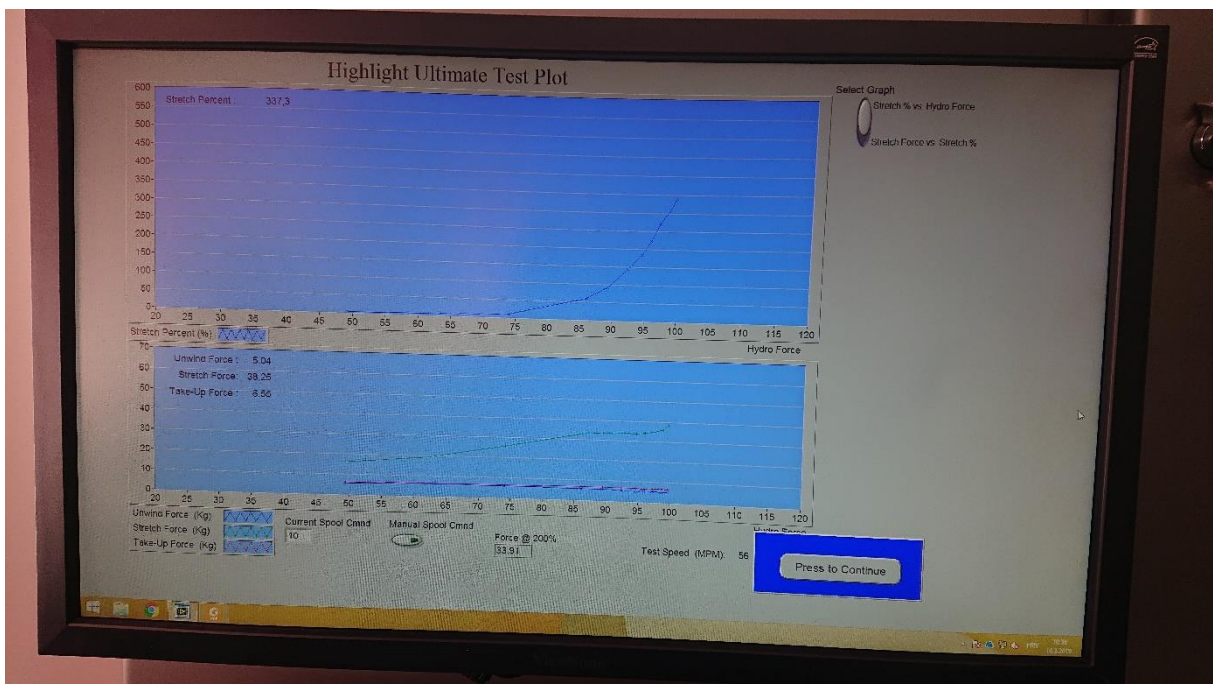 Highlight Ultimate Test Plot
Stretch Percent : 337,3
600
550
500
450
400
350
300
250
200
150
100
50
0
20 25 30 35 40 45 50 55 60 65 70 75 80 85 90 95 100 105 110 115 120
Stretch Percent (%)
Hydro Force
Select Graph
Stretch % vs Hydro Force
Stretch Force vs Stretch %
Unwind Force : 5.04
Stretch Force: 38,25
Take-Up Force :
70
60
50
40
30
20
10
0
20 25 30 35 40 45 50 55 60 65 70 75 80 85 90 95 100 105 110 115 120
Hydro Force
Unwind Force (Kg)
Stretch Force (Kg)
Take-Up Force (Kg)
Current Spool Cmnd
10
Manual Spool Cmnd
Force @ 200%
33,91
Test Speed (MPM): 56
Press to Continue